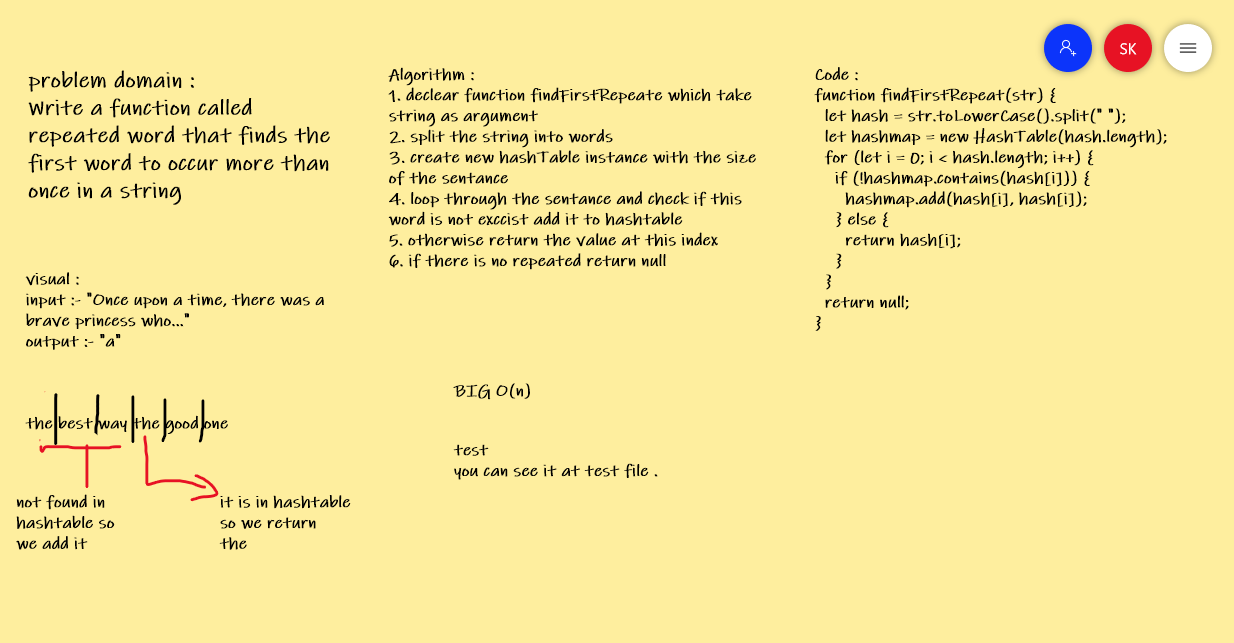 SK
problem domain :
Write a function called
repeated word that finds the
first word to occur more than
once in a string
visual :
input :- "Once upon a time, there was a
brave princess who..."
output :- "a"
the best way the good one
not found in
hashtable so
we add it
it is in hashtable
so we return
the
Algorithm :
1. declear function findFirstRepeate which take
string as argument
2. split the string into words
3. create new hashTable instance with the size
of the sentance
4. loop through the sentance and check if this
word is not exccist add it to hashtable
5. otherwise return the value at this index
6. if there is no repeated return null
BIG O(n)
test
you can see it at test file .
Code :
function findFirstRepeat(str) {
let hash = str.toLowerCase().split(" ");
let hashmap = new HashTable(hash.length);
for (let i = 0; i < hash.length; i++) {
if (!hashmap.contains(hash[i])) {
hashmap.add(hash[i], hash[i]);
} else {
return hash[i];
}
}
return null;
}